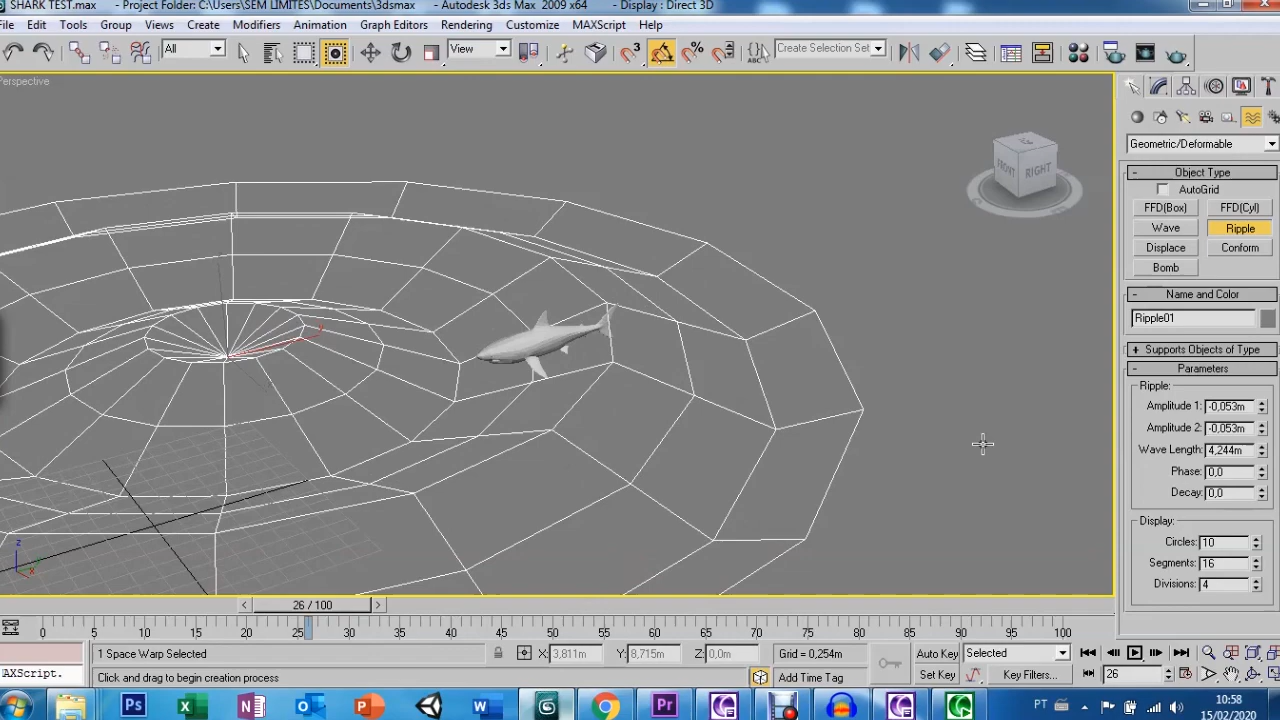 SHARK TEST.max - Project Folder: C:\Users\SEM LIMITES\Documents\3dsmax - Autodesk 3ds Max 2009 x64 - Display : Direct 3D
File Edit Tools Group Views Create Modifiers Animation Graph Editors Rendering Customize MAXScript Help
All
View
3
%
ABC
Create Selection Set
Perspective
FRONT
RIGHT
Geometric/Deformable
- Object Type
AutoGrid
FFD(Box) FFD(Cyl)
Wave Ripple
Displace Conform
Bomb
- Name and Color
Ripple01
+ Supports Objects of Type
- Parameters
Ripple:
Amplitude 1: -0,053m
Amplitude 2: -0,053m
Wave Length: 4,244m
Phase: 0,0
Decay: 0,0
Display:
Circles: 10
Segments: 16
Divisions: 4
z
x
y
< 26 / 100 >
0 5 10 15 20 25 30 35 40 45 50 55 60 65 70 75 80 85 90 95 100
1 Space Warp Selected
X: 3,811m Y: 8,715m Z: 0,0m
Grid = 0,254m
Auto Key
Selected
AXScript.
Click and drag to begin creation process
Add Time Tag
Set Key
Key Filters...
26
Ps
X
N
O
P
W
Pr
PT
10:58
15/02/2020